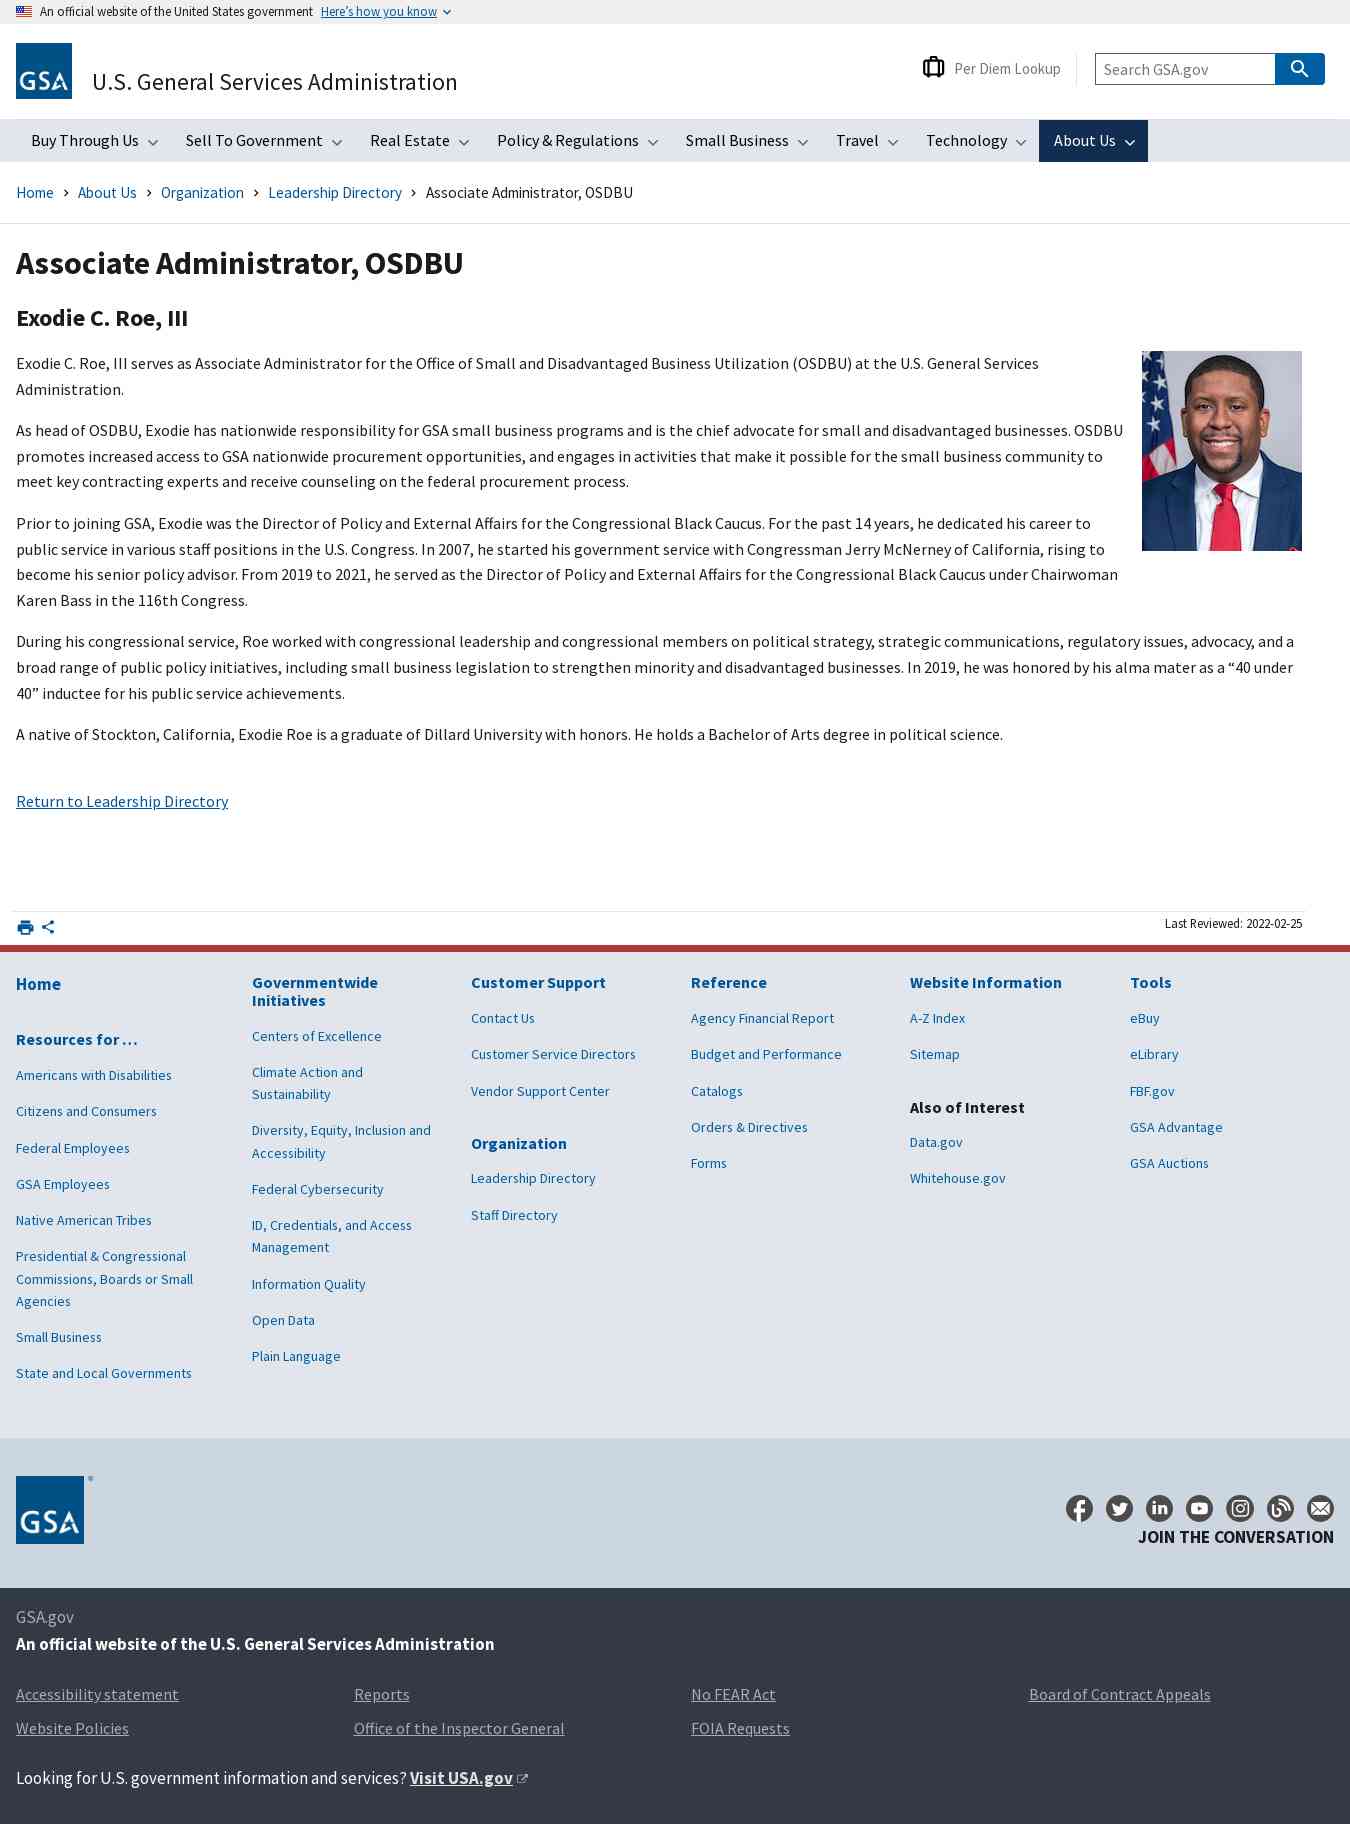 An official website of the United States government Here’s how you know
GSA
U.S. General Services Administration
Per Diem Lookup
Search GSA.gov
Buy Through Us Sell To Government Real Estate Policy & Regulations Small Business Travel Technology About Us
Home About Us Organization Leadership Directory Associate Administrator, OSDBU
Associate Administrator, OSDBU
Exodie C. Roe, III
Exodie C. Roe, III serves as Associate Administrator for the Office of Small and Disadvantaged Business Utilization (OSDBU) at the U.S. General Services
Administration.
As head of OSDBU, Exodie has nationwide responsibility for GSA small business programs and is the chief advocate for small and disadvantaged businesses. OSDBU
promotes increased access to GSA nationwide procurement opportunities, and engages in activities that make it possible for the small business community to
meet key contracting experts and receive counseling on the federal procurement process.
Prior to joining GSA, Exodie was the Director of Policy and External Affairs for the Congressional Black Caucus. For the past 14 years, he dedicated his career to
public service in various staff positions in the U.S. Congress. In 2007, he started his government service with Congressman Jerry McNerney of California, rising to
become his senior policy advisor. From 2019 to 2021, he served as the Director of Policy and External Affairs for the Congressional Black Caucus under Chairwoman
Karen Bass in the 116th Congress.
During his congressional service, Roe worked with congressional leadership and congressional members on political strategy, strategic communications, regulatory issues, advocacy, and a
broad range of public policy initiatives, including small business legislation to strengthen minority and disadvantaged businesses. In 2019, he was honored by his alma mater as a “40 under
40” inductee for his public service achievements.
A native of Stockton, California, Exodie Roe is a graduate of Dillard University with honors. He holds a Bachelor of Arts degree in political science.
Return to Leadership Directory
Last Reviewed: 2022-02-25
Home
Resources for …
Americans with Disabilities
Citizens and Consumers
Federal Employees
GSA Employees
Native American Tribes
Presidential & Congressional
Commissions, Boards or Small
Agencies
Small Business
State and Local Governments
Governmentwide
Initiatives
Centers of Excellence
Climate Action and
Sustainability
Diversity, Equity, Inclusion and
Accessibility
Federal Cybersecurity
ID, Credentials, and Access
Management
Information Quality
Open Data
Plain Language
Customer Support
Contact Us
Customer Service Directors
Vendor Support Center
Organization
Leadership Directory
Staff Directory
Reference
Agency Financial Report
Budget and Performance
Catalogs
Orders & Directives
Forms
Website Information
A-Z Index
Sitemap
Also of Interest
Data.gov
Whitehouse.gov
Tools
eBuy
eLibrary
FBF.gov
GSA Advantage
GSA Auctions
GSA ®
JOIN THE CONVERSATION
GSA.gov
An official website of the U.S. General Services Administration
Accessibility statement Reports No FEAR Act Board of Contract Appeals
Website Policies Office of the Inspector General FOIA Requests
Looking for U.S. government information and services? Visit USA.gov